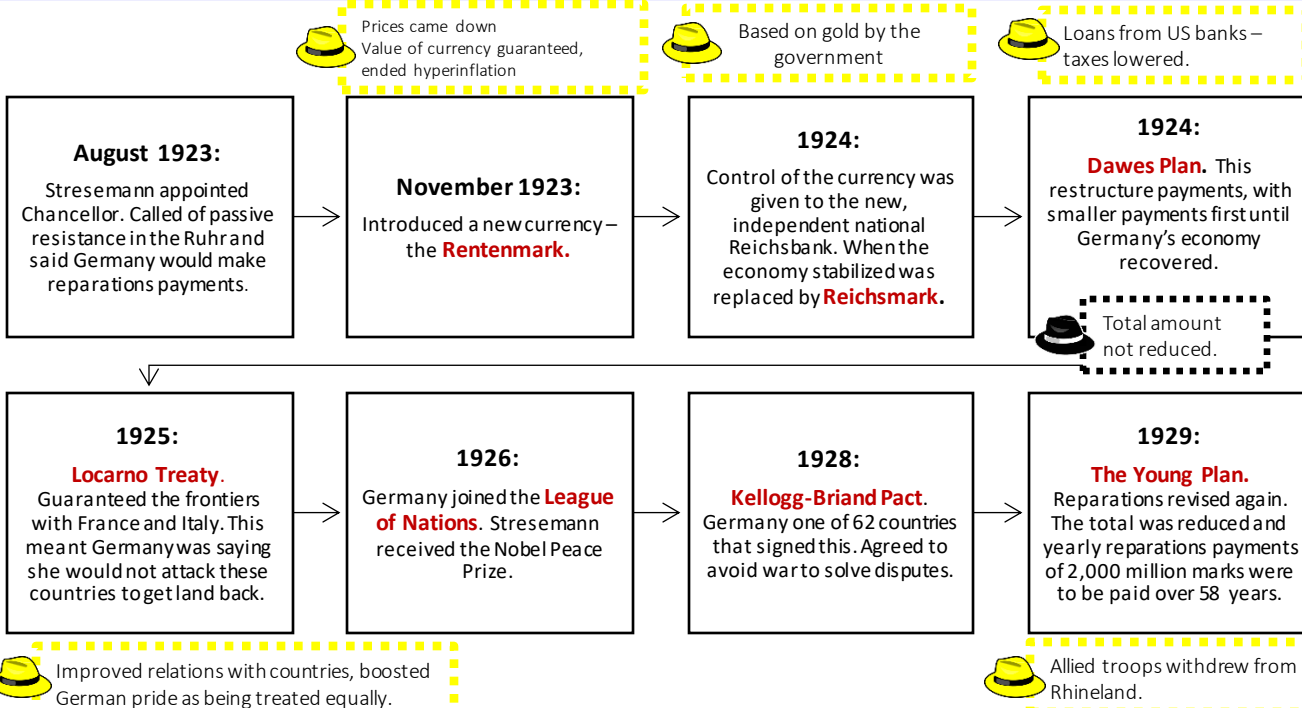 Prices came down
Value of currency guaranteed,
ended hyperinflation
Based on gold by the
government
Loans from US banks –
taxes lowered.
August 1923:
Stresemann appointed
Chancellor. Called of passive
resistance in the Ruhr and
said Germany would make
reparations payments.
November 1923:
Introduced a new currency –
the Rentenmark.
1924:
Control of the currency was
given to the new,
independent national
Reichsbank. When the
economy stabilized was
replaced by Reichsmark.
1924:
Dawes Plan. This
restructure payments, with
smaller payments first until
Germany's economy
recovered.
Total amount
not reduced.
1925:
Locarno Treaty.
Guaranteed the frontiers
with France and Italy. This
meant Germany was saying
she would not attack these
countries to get land back.
1926:
Germany joined the League
of Nations. Stresemann
received the Nobel Peace
Prize.
1928:
Kellogg-Briand Pact.
Germany one of 62 countries
that signed this. Agreed to
avoid war to solve disputes.
1929:
The Young Plan.
Reparations revised again.
The total was reduced and
yearly reparations payments
of 2,000 million marks were
to be paid over 58 years.
Improved relations with countries, boosted
German pride as being treated equally.
Allied troops withdrew from
Rhineland.